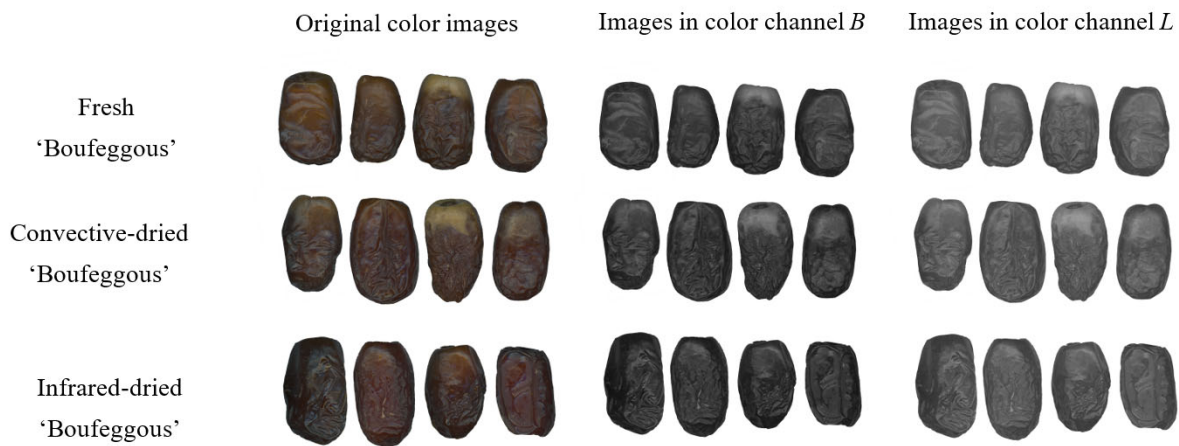 Original color images
Images in color channel B
Images in color channel L
Fresh
‘Boufeggous’
Convective-dried
‘Boufeggous’
Infrared-dried
‘Boufeggous’